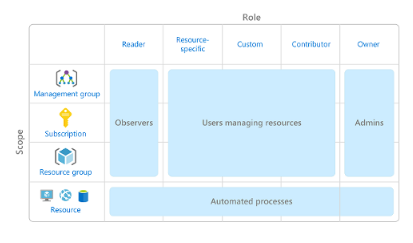 Role
Reader
Resource-
specific
Custom
Contributor
Owner
Scope
Management group
Subscription
Resource group
Resource
Observers
Users managing resources
Admins
Automated processes